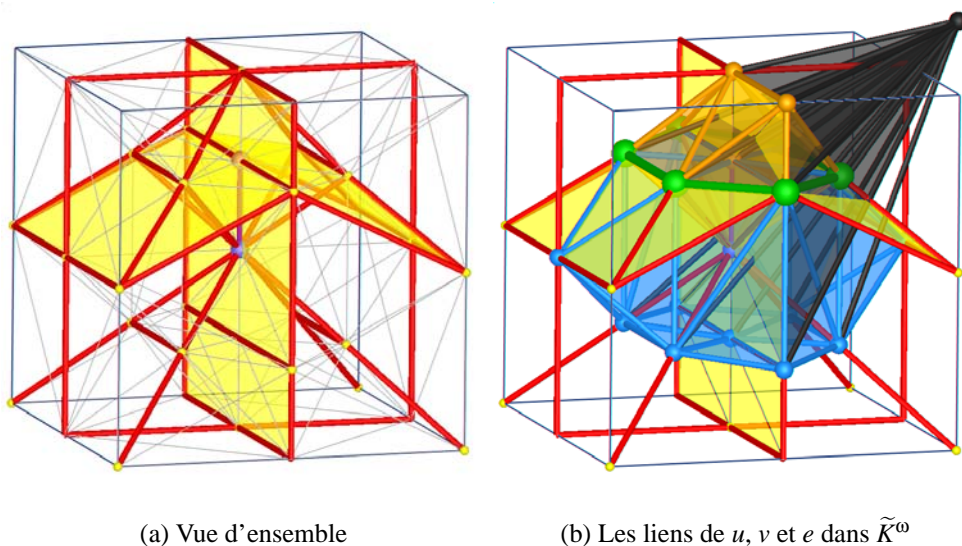 (a) Vue d'ensemble
(b) Les liens de u, v et e dans K̃^ω